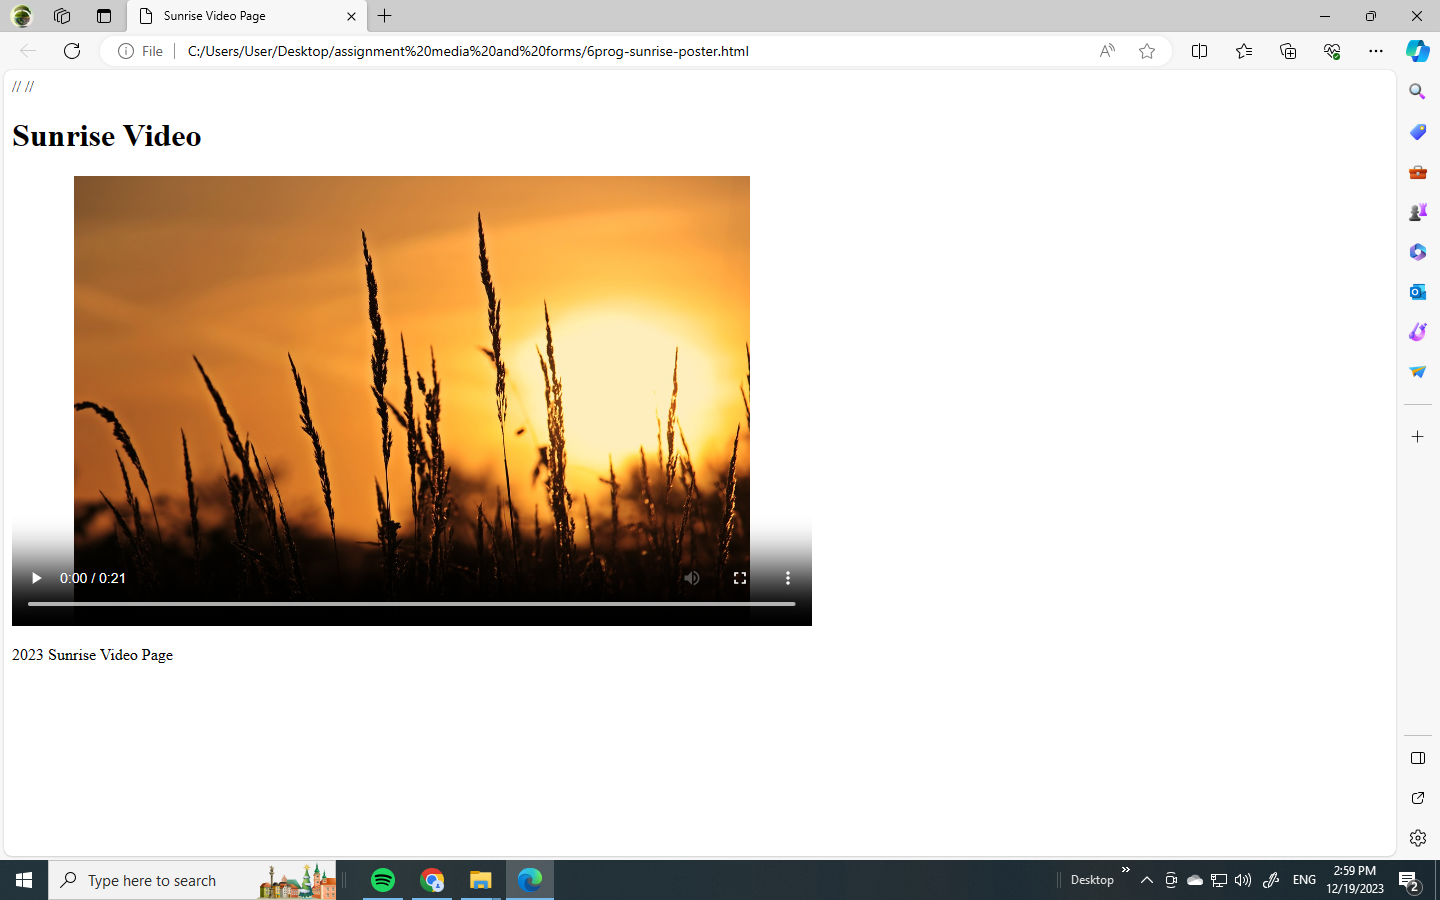 Sunrise Video Page
File
C:/Users/User/Desktop/assignment%20media%20and%20forms/6prog-sunrise-poster.html
// //
Sunrise Video
0:00 / 0:21
2023 Sunrise Video Page
Type here to search
Desktop
ENG
2:59 PM
12/19/2023
2